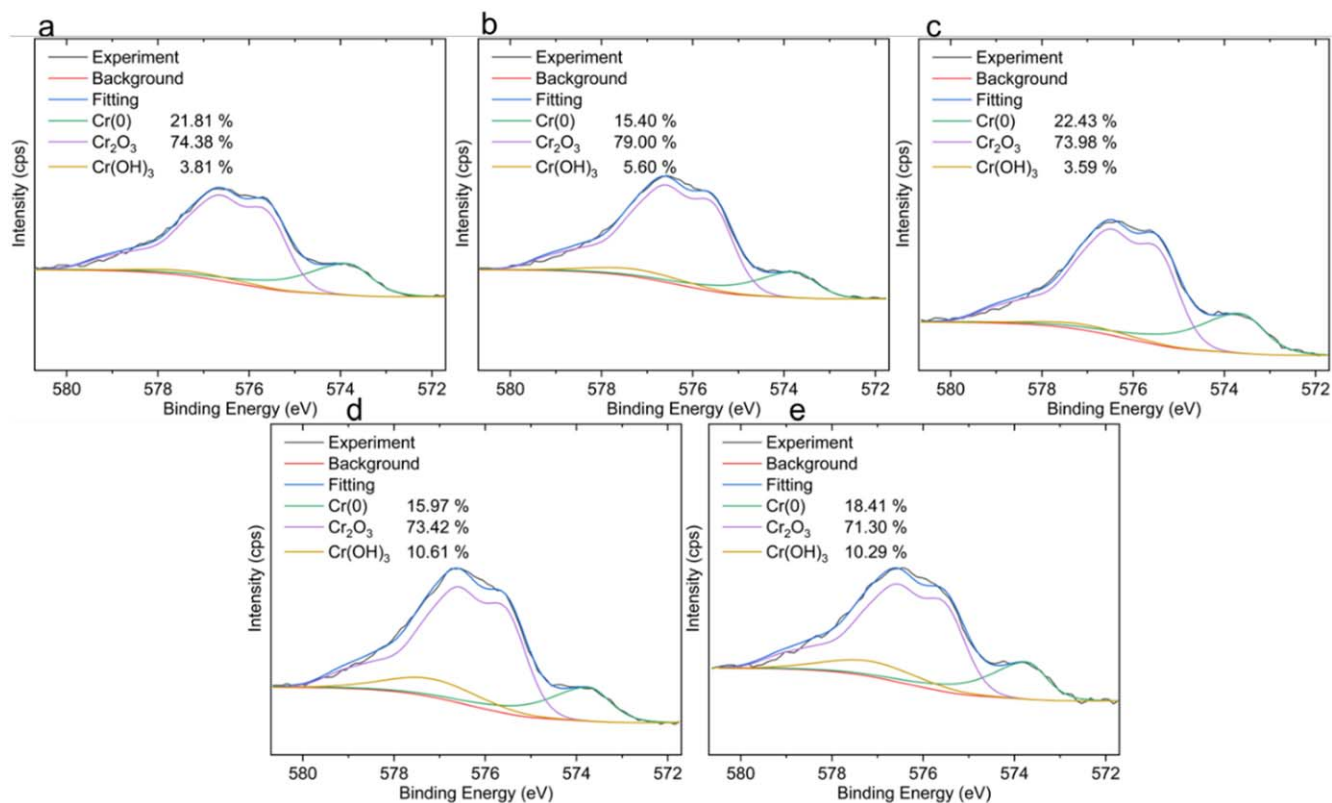 a
Experiment
Background
Fitting
Cr(0) 21.81 %
Cr₂O₃ 74.38 %
Cr(OH)₃ 3.81 %
Intensity (cps)
580 578 576 574 572
Binding Energy (eV)
b
Experiment
Background
Fitting
Cr(0) 15.40 %
Cr₂O₃ 79.00 %
Cr(OH)₃ 5.60 %
Intensity (cps)
580 578 576 574 572
Binding Energy (eV)
c
Experiment
Background
Fitting
Cr(0) 22.43 %
Cr₂O₃ 73.98 %
Cr(OH)₃ 3.59 %
Intensity (cps)
580 578 576 574 572
Binding Energy (eV)
d
Experiment
Background
Fitting
Cr(0) 15.97 %
Cr₂O₃ 73.42 %
Cr(OH)₃ 10.61 %
Intensity (cps)
580 578 576 574 572
Binding Energy (eV)
e
Experiment
Background
Fitting
Cr(0) 18.41 %
Cr₂O₃ 71.30 %
Cr(OH)₃ 10.29 %
Intensity (cps)
580 578 576 574 572
Binding Energy (eV)